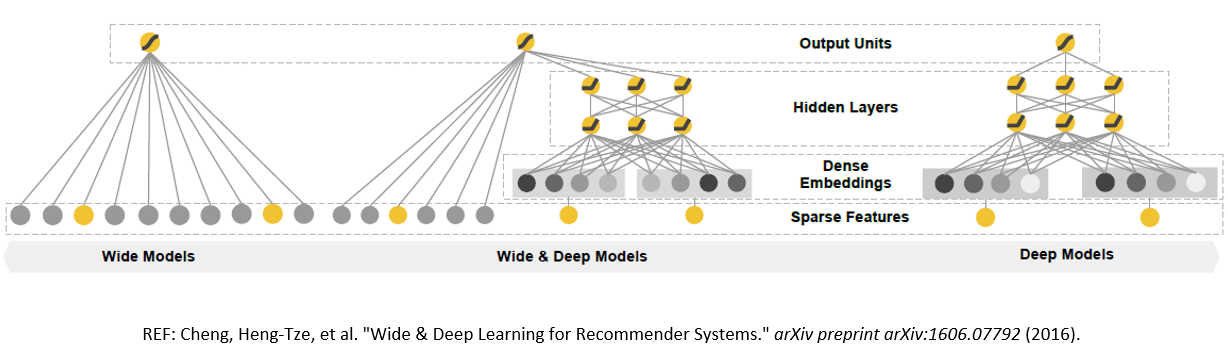 Output Units
Hidden Layers
Dense
Embeddings
Sparse Features
Wide Models
Wide & Deep Models
Deep Models
REF: Cheng, Heng-Tze, et al. "Wide & Deep Learning for Recommender Systems." arXiv preprint arXiv:1606.07792 (2016).